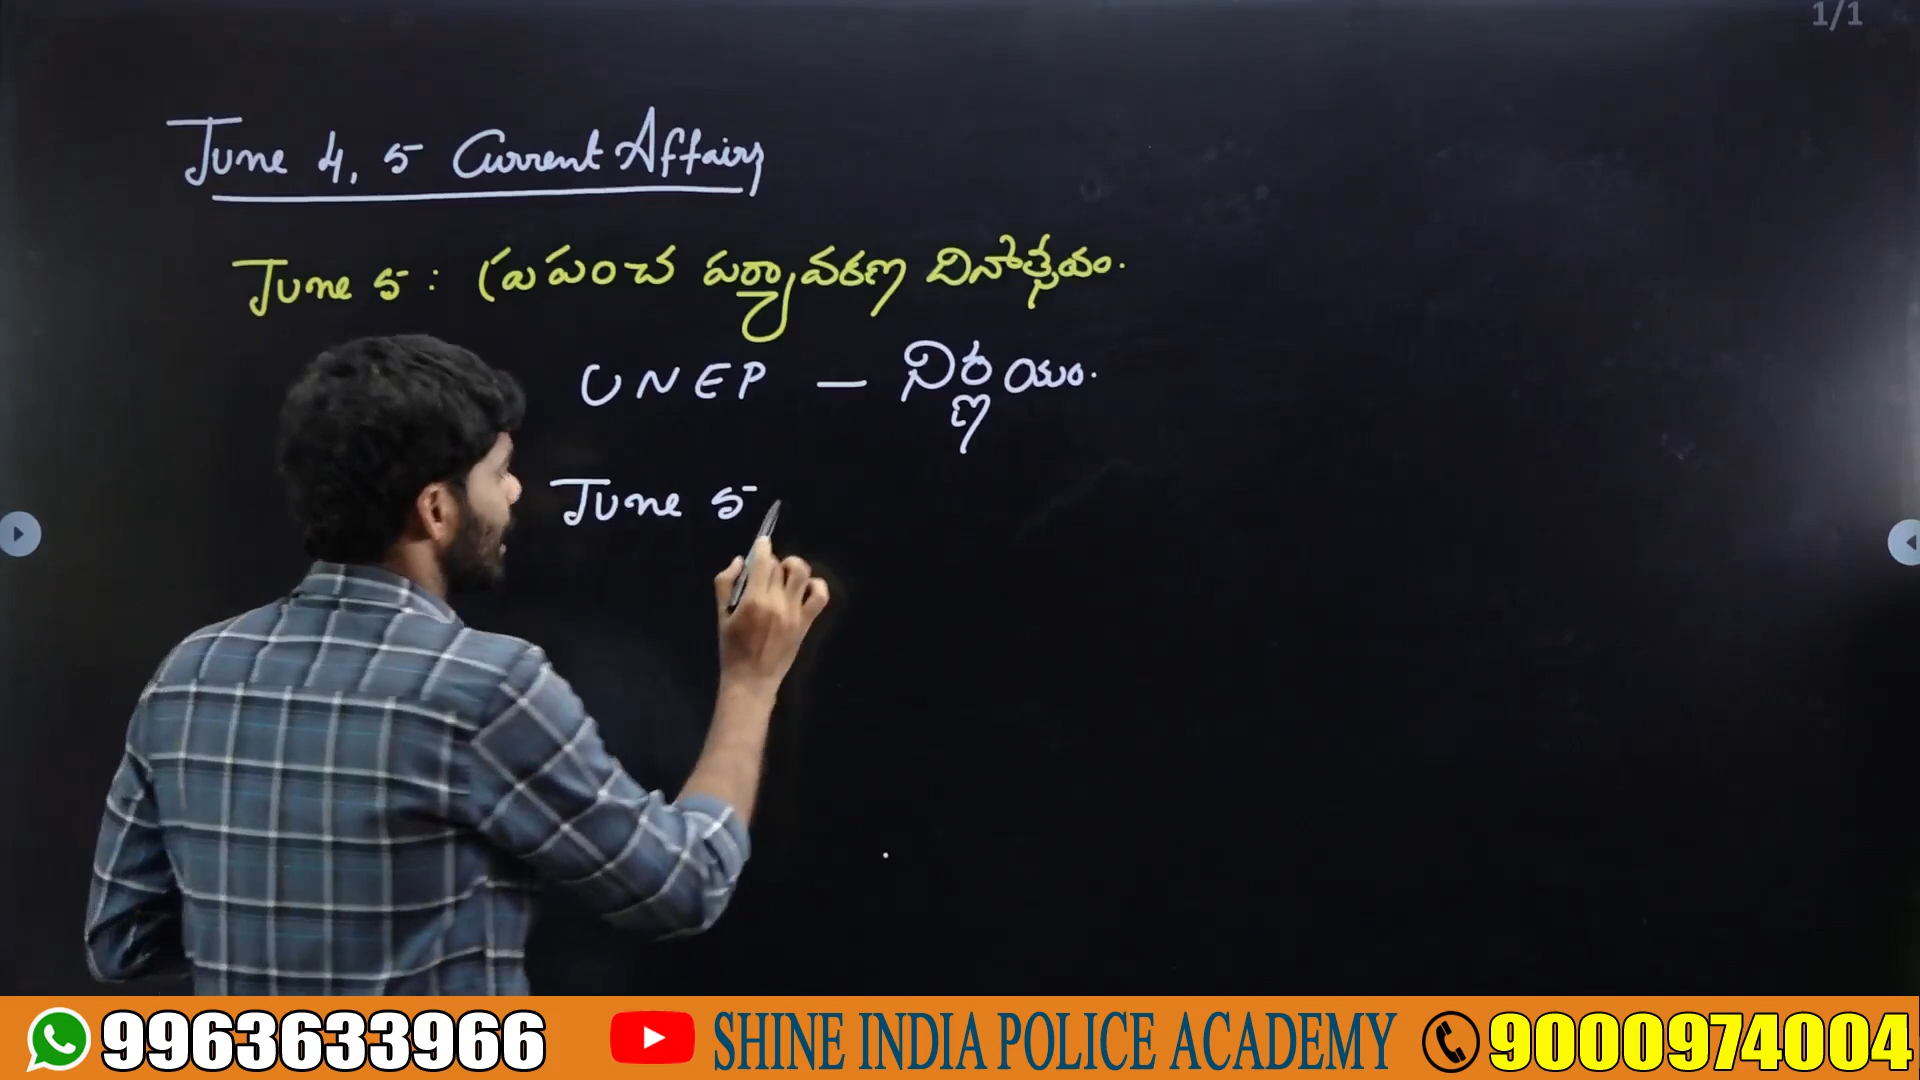 1/1
June 4, 5 Current Affairs
June 5 : ప్రపంచ పర్యావరణ దినోత్సవం.
UNEP — నిర్ణయం.
June 5
9963633966 SHINE INDIA POLICE ACADEMY 9000974004